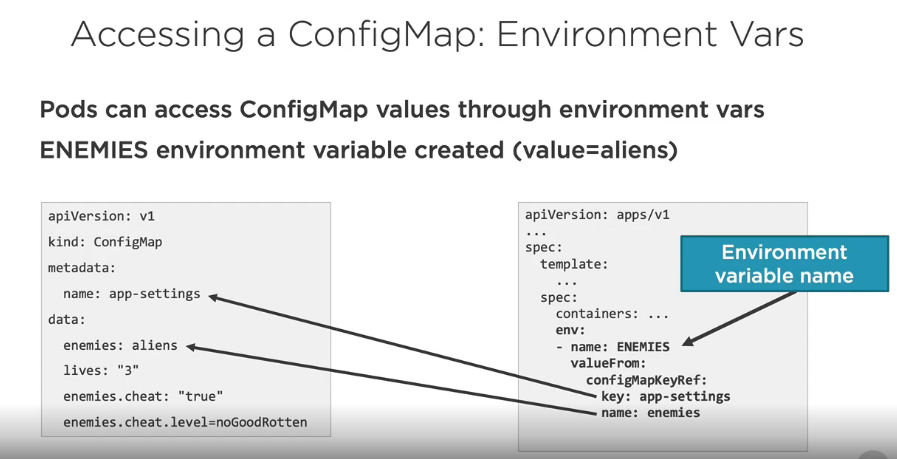 Accessing a ConfigMap: Environment Vars
Pods can access ConfigMap values through environment vars
ENEMIES environment variable created (value=aliens)
apiVersion: v1
kind: ConfigMap
metadata:
name: app-settings
data:
enemies: aliens
lives: "3"
enemies.cheat: "true"
enemies.cheat.level=noGoodRotten
apiVersion: apps/v1
...
spec:
template:
...
spec:
containers: ...
env:
- name: ENEMIES
valueFrom:
configMapKeyRef:
key: app-settings
name: enemies
Environment
variable name